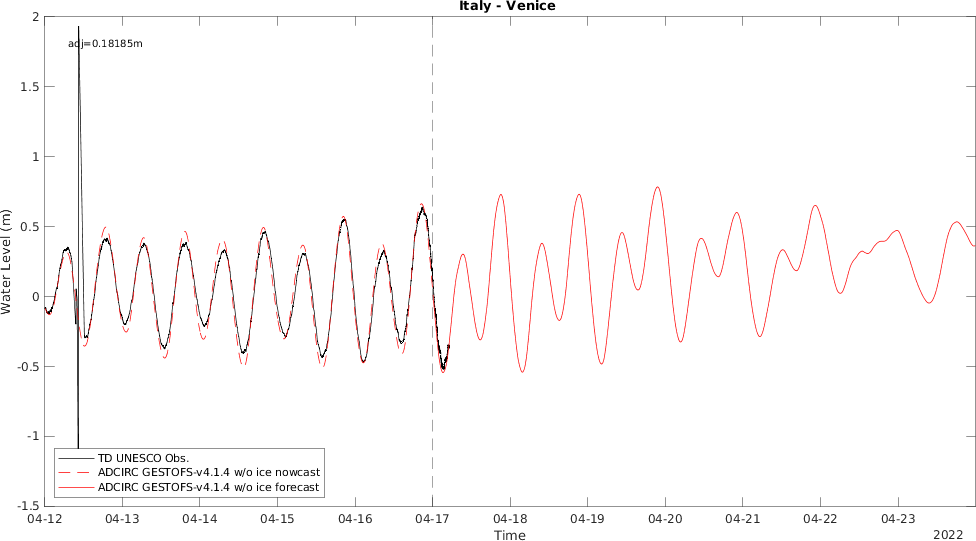 Italy - Venice
2
adj=0.18185m
1.5
1
0.5
0
-0.5
-1
-1.5
Water Level (m)
TD UNESCO Obs.
ADCIRC GESTOFS-v4.1.4 w/o ice nowcast
ADCIRC GESTOFS-v4.1.4 w/o ice forecast
04-12 04-13 04-14 04-15 04-16 04-17 04-18 04-19 04-20 04-21 04-22 04-23
Time
2022